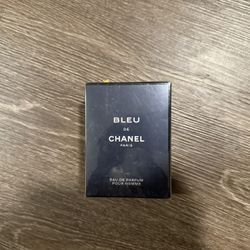 BLEU
DE
CHANEL
PARIS
EAU DE PARFUM
POUR HOMME